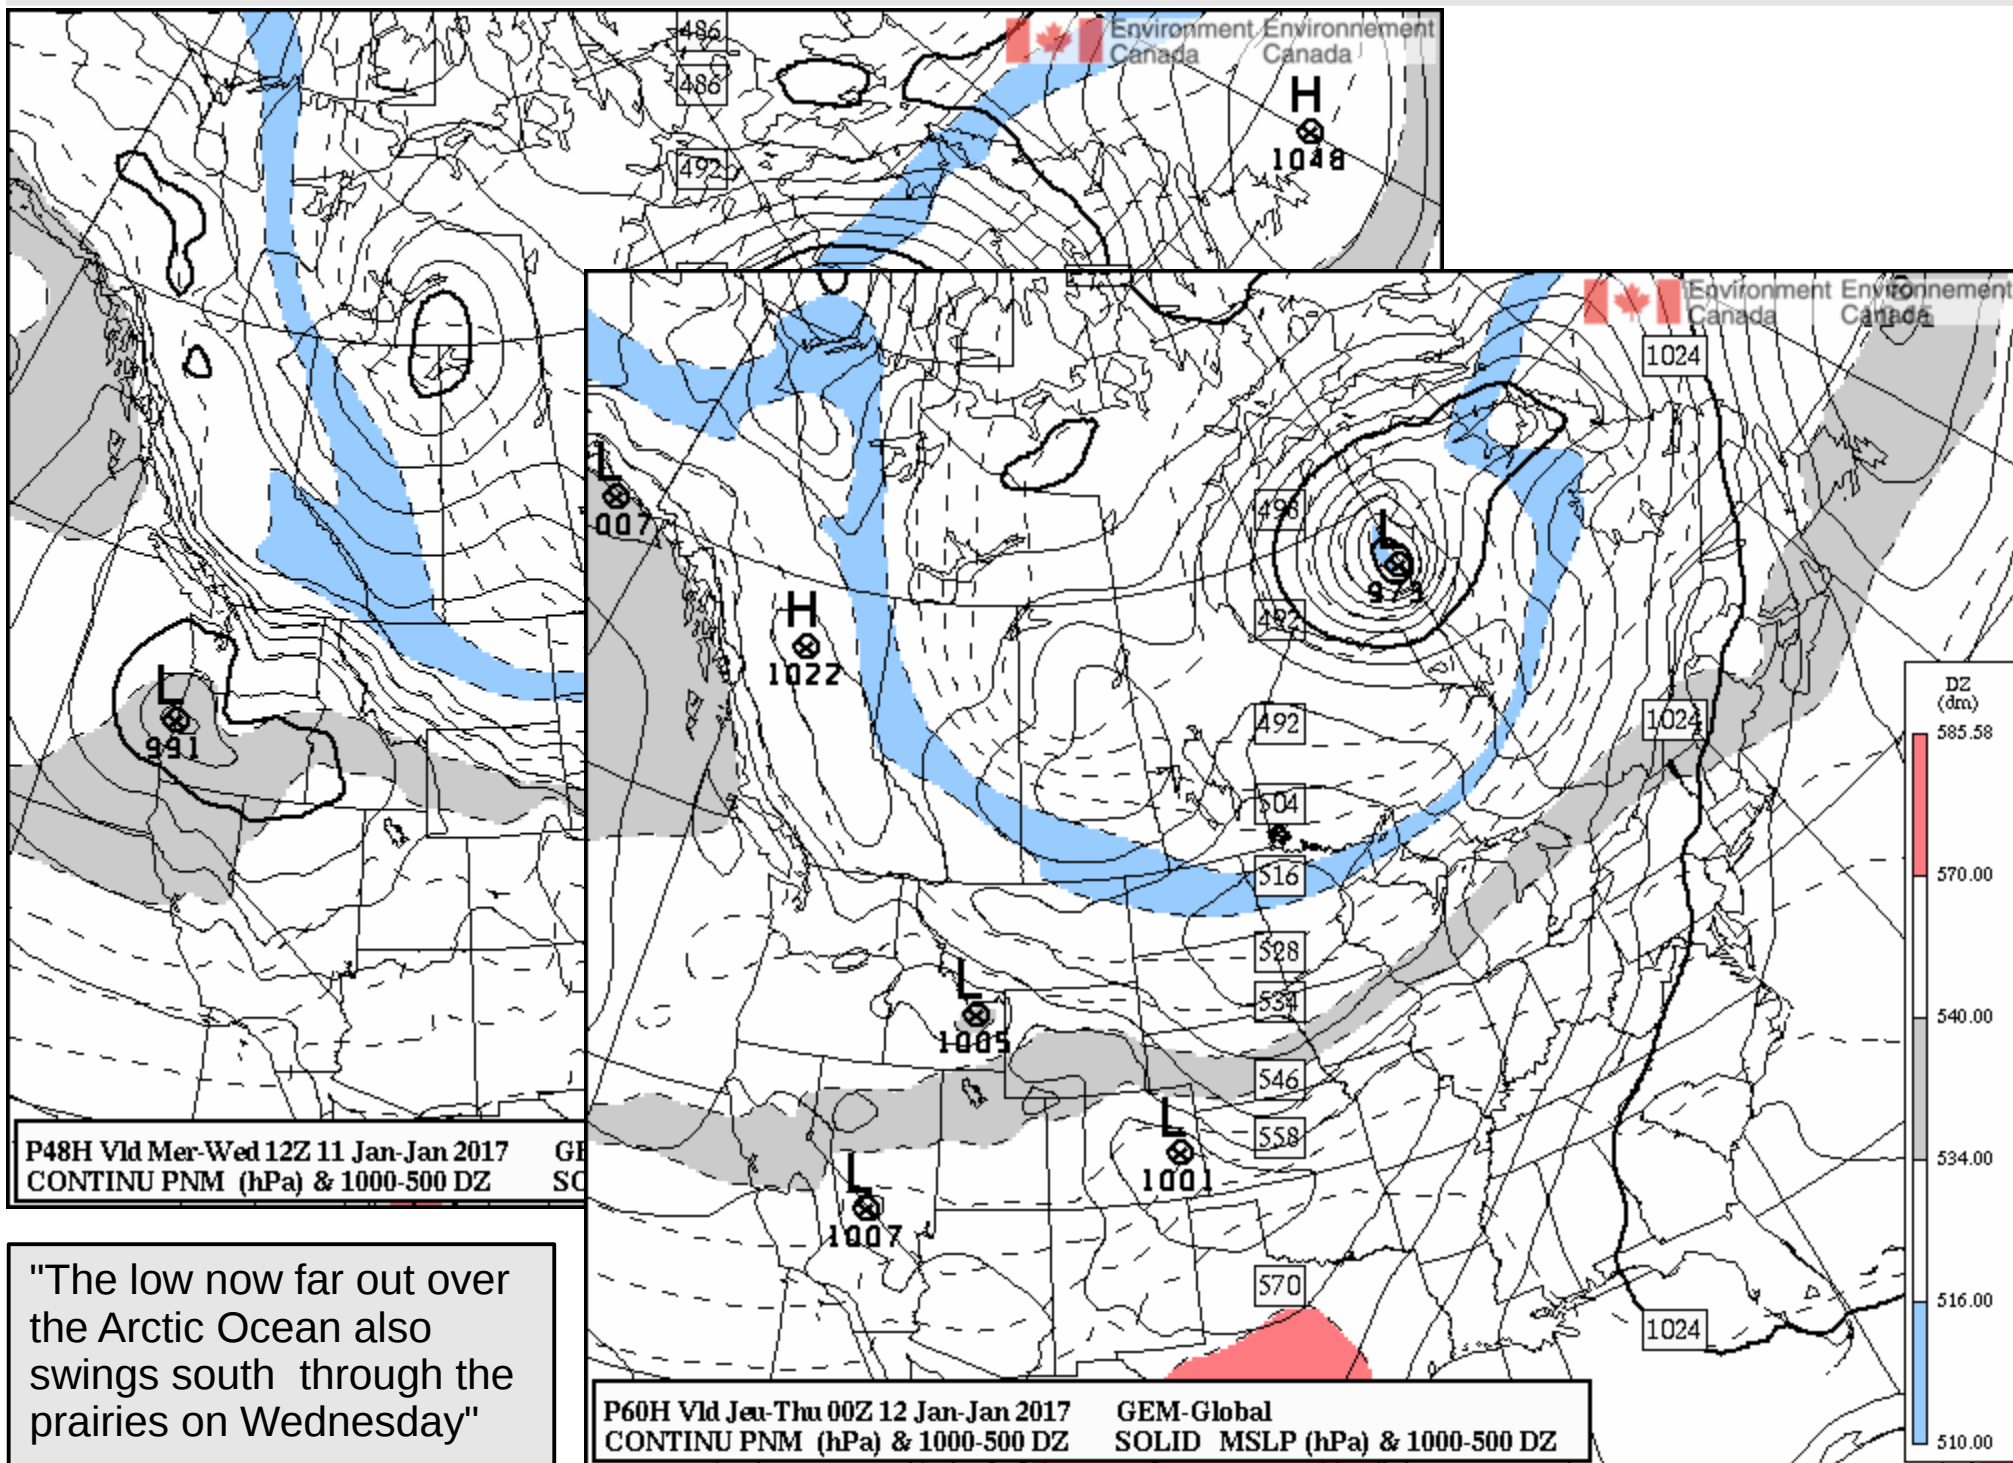 486
Environment Environnement
Canada Canada
486
H
1048
492
L
991
P48H Vld Mer-Wed 12Z 11 Jan-Jan 2017
CONTINU PNM (hPa) & 1000-500 DZ
Environment Environnement
Canada Canada
1024
L
007
498
L
H
1022
492
492
1024
504
516
528
L
1005
534
546
L
1001
558
L
1007
570
1024
DZ
(dm)
585.58
570.00
540.00
534.00
516.00
510.00
P60H Vld Jeu-Thu 00Z 12 Jan-Jan 2017 GEM-Global
CONTINU PNM (hPa) & 1000-500 DZ SOLID MSLP (hPa) & 1000-500 DZ
"The low now far out over
the Arctic Ocean also
swings south through the
prairies on Wednesday"